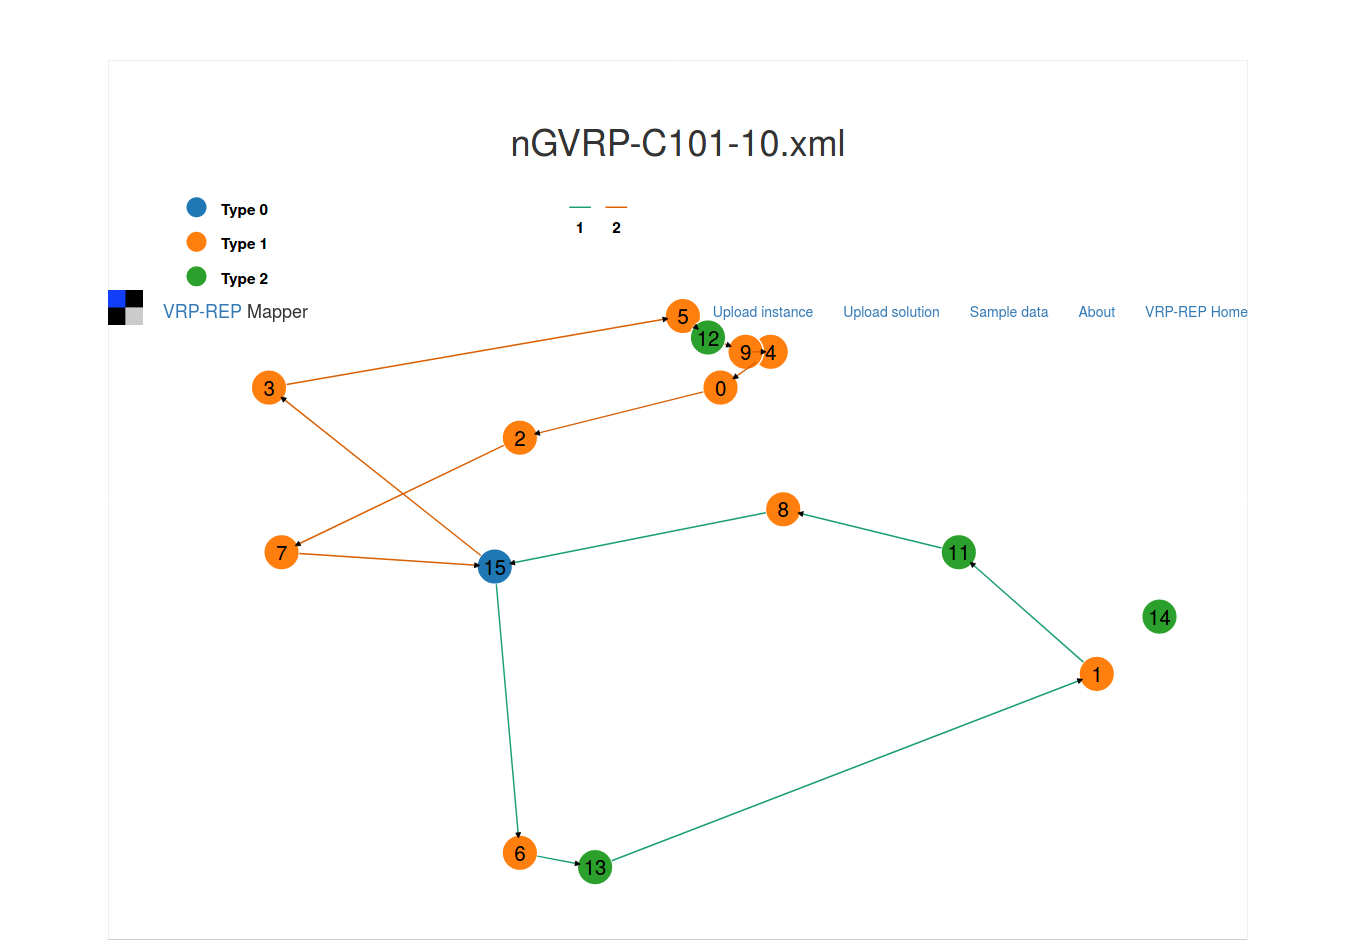 nGVRP-C101-10.xml
Type 0
Type 1
Type 2
1 2
VRP-REP Mapper
Upload instance Upload solution Sample data About VRP-REP Home
5
12
9 4
3
0
2
8
7
15
11
14
1
6
13